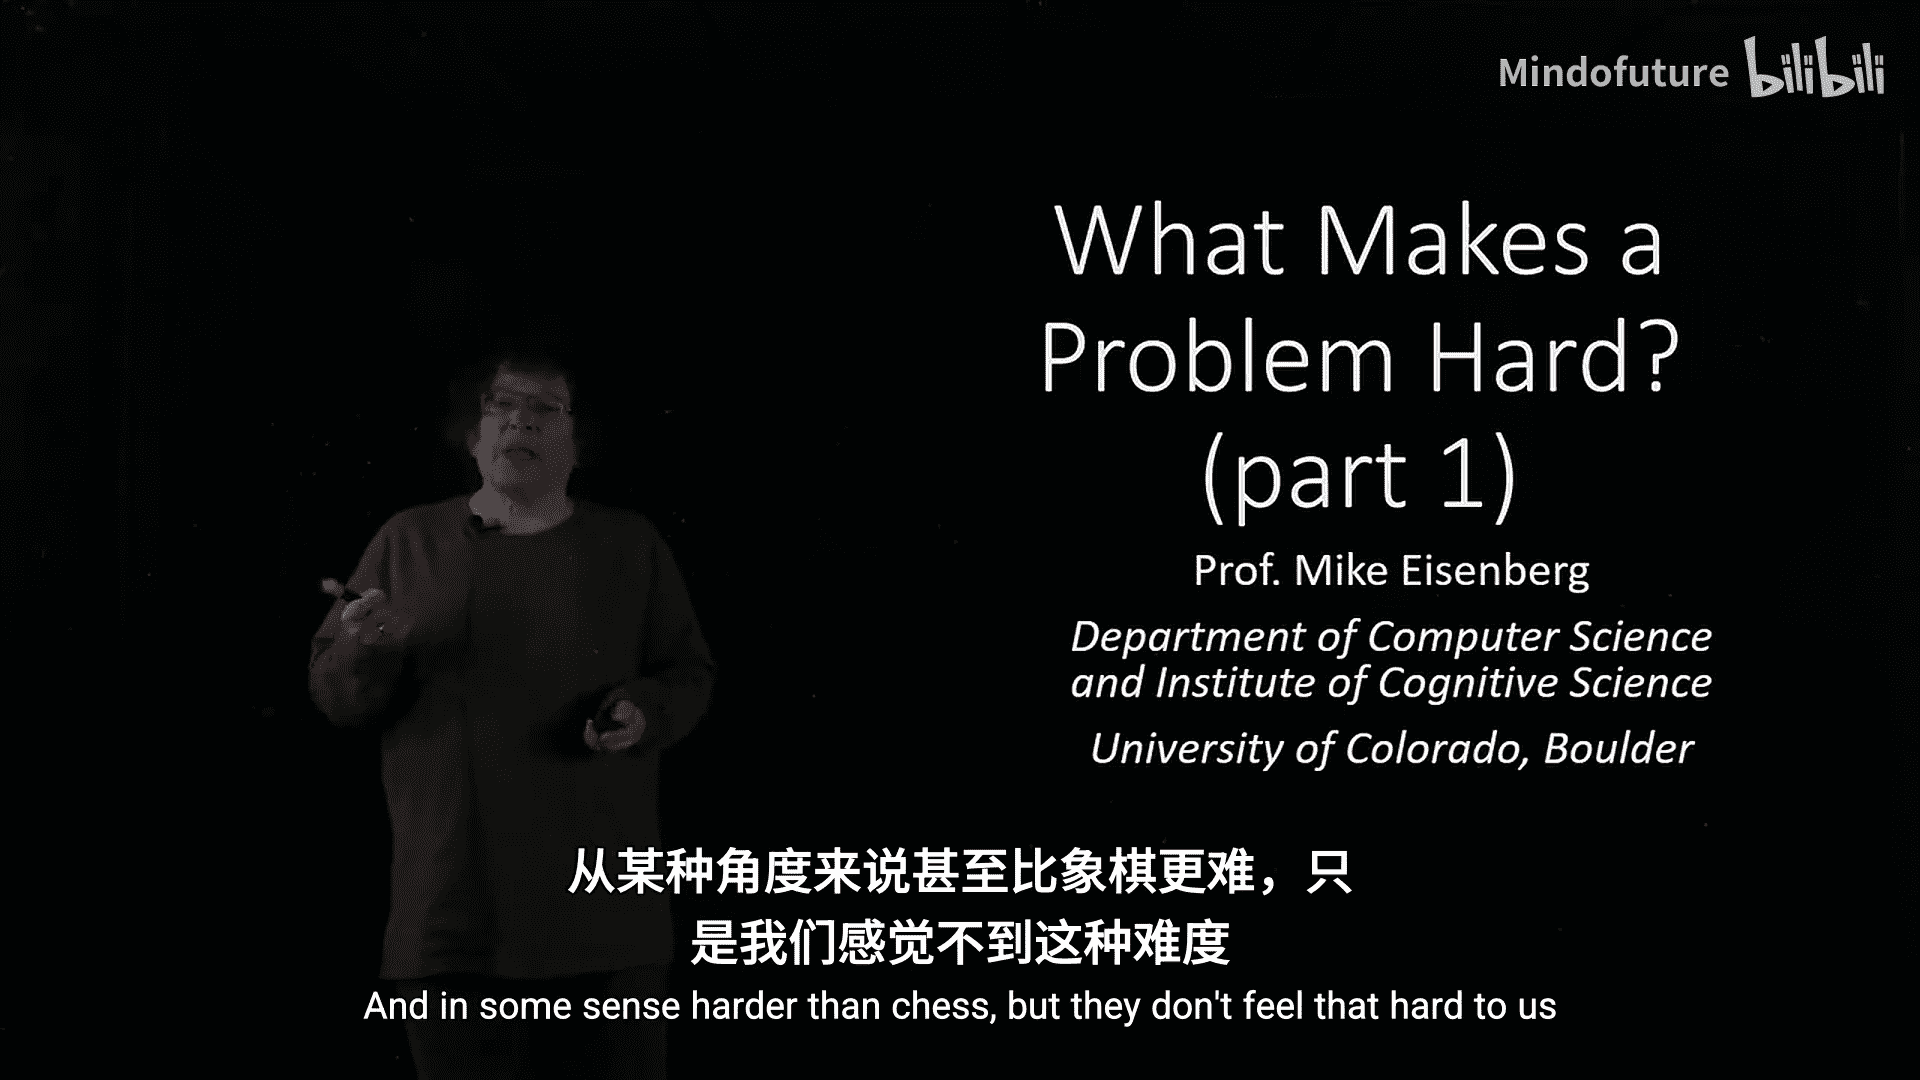 Mindofuture bilibili
What Makes a
Problem Hard?
(part 1)
Prof. Mike Eisenberg
Department of Computer Science
and Institute of Cognitive Science
University of Colorado, Boulder
从某种角度来说甚至比象棋更难，只
是我们感觉不到这种难度
And in some sense harder than chess, but they don't feel that hard to us